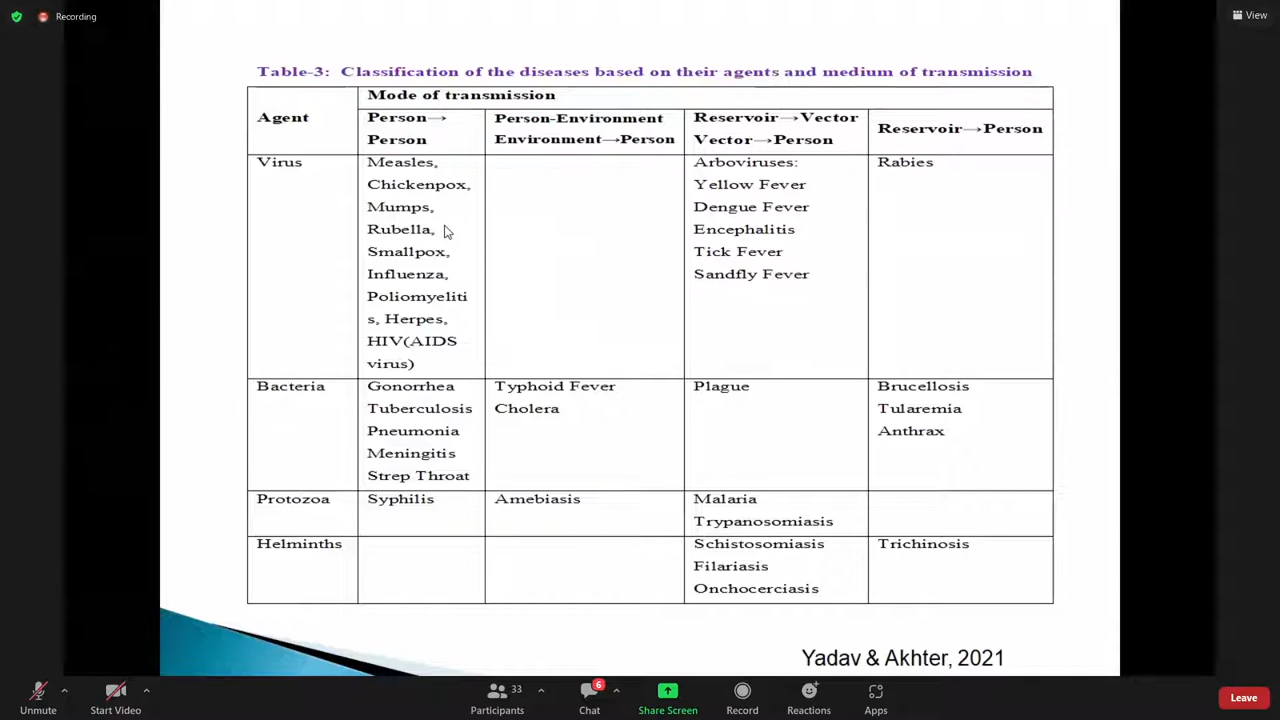 Recording
View
Table-3: Classification of the diseases based on their agents and medium of transmission
Agent
Mode of transmission
Person→
Person
Person-Environment
Environment→Person
Reservoir→Vector
Vector→Person
Reservoir→Person
Virus
Measles,
Chickenpox,
Mumps,
Rubella,
Smallpox,
Influenza,
Poliomyeliti
s, Herpes,
HIV(AIDS
virus)
Arboviruses:
Yellow Fever
Dengue Fever
Encephalitis
Tick Fever
Sandfly Fever
Rabies
Bacteria
Gonorrhea
Tuberculosis
Pneumonia
Meningitis
Strep Throat
Typhoid Fever
Cholera
Plague
Brucellosis
Tularemia
Anthrax
Protozoa
Syphilis
Amebiasis
Malaria
Trypanosomiasis
Helminths
Schistosomiasis
Filariasis
Onchocerciasis
Trichinosis
Yadav & Akhter, 2021
Unmute
Start Video
33
Participants
6
Chat
Share Screen
Record
Reactions
Apps
Leave